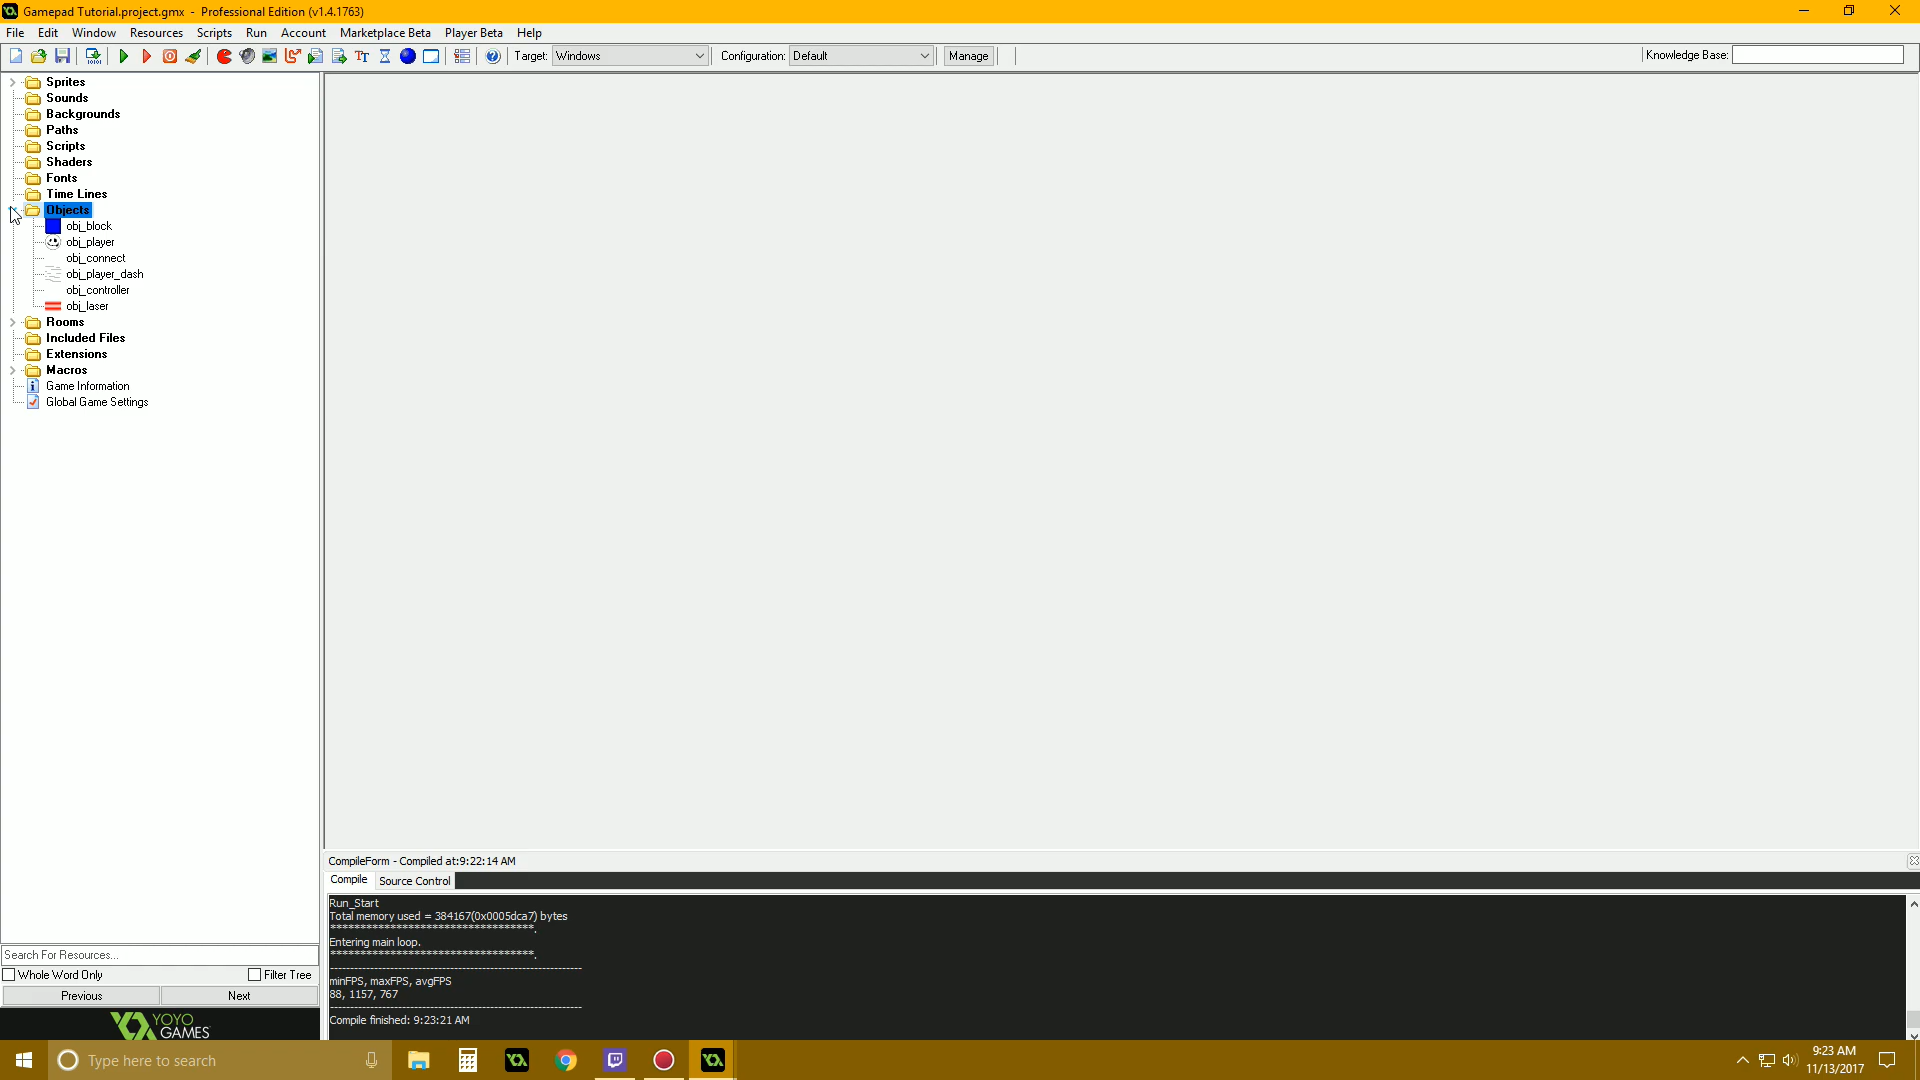 Gamepad Tutorial.project.gmx - Professional Edition (v1.4.1763)
File Edit Window Resources Scripts Run Account Marketplace Beta Player Beta Help
Target: Windows Configuration: Default Manage Knowledge Base:
Sprites
Sounds
Backgrounds
Paths
Scripts
Shaders
Fonts
Time Lines
Objects
obj_block
obj_player
obj_connect
obj_player_dash
obj_controller
obj_laser
Rooms
Included Files
Extensions
Macros
Game Information
Global Game Settings
CompileForm - Compiled at:9:22:14 AM
Compile Source Control
Run_Start
Total memory used = 384167(0x0005dca7) bytes
**********************************.
Entering main loop.
**********************************.
minFPS, maxFPS, avgFPS
88, 1157, 767
Compile finished: 9:23:21 AM
Search For Resources...
Whole Word Only Filter Tree
Previous Next
YOYO
GAMES
Type here to search
9:23 AM
11/13/2017